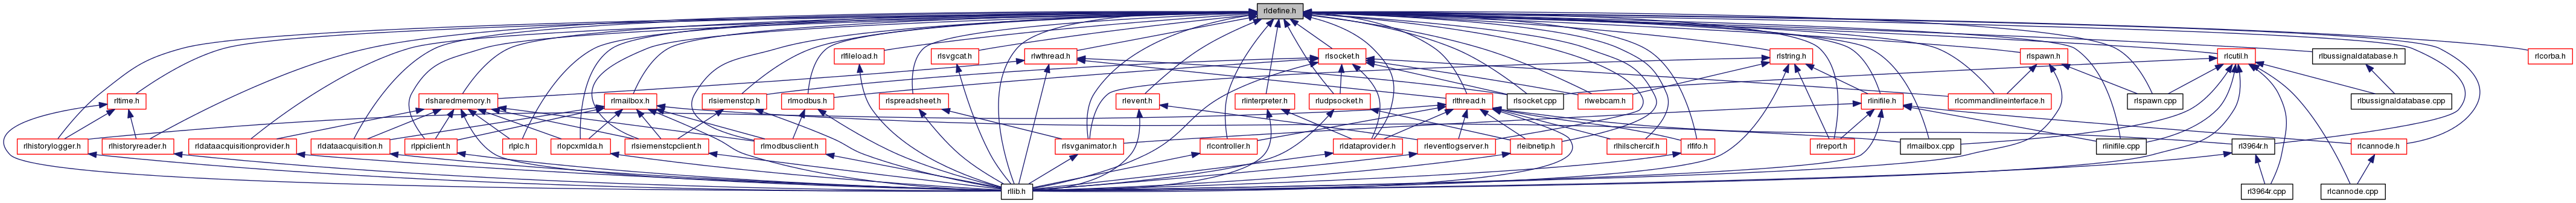 rldefine.h
rlfileload.h
rlsvgcat.h
rlwthread.h
rlsocket.h
rlstring.h
rlspawn.h
rlcutil.h
rlbussignaldatabase.h
rlcorba.h
rltime.h
rlsharedmemory.h
rlmailbox.h
rlsiemenstcp.h
rlmodbus.h
rlspreadsheet.h
rlevent.h
rlinterpreter.h
rludpsocket.h
rlthread.h
rlsocket.cpp
rlwebcam.h
rlinifile.h
rlcommandlineinterface.h
rlspawn.cpp
rlbussignaldatabase.cpp
rlhistorylogger.h
rlhistoryreader.h
rldataacquisitionprovider.h
rldataacquisition.h
rlppiclient.h
rlplc.h
rlopcxmlda.h
rlsiemenstcpclient.h
rlmodbusclient.h
rlsvganimator.h
rlcontroller.h
rldataprovider.h
rleventlogserver.h
rleibnetip.h
rlhilschercif.h
rlfifo.h
rlmailbox.cpp
rlreport.h
rlinifile.cpp
rl3964r.h
rlcannode.h
rllib.h
rl3964r.cpp
rlcannode.cpp